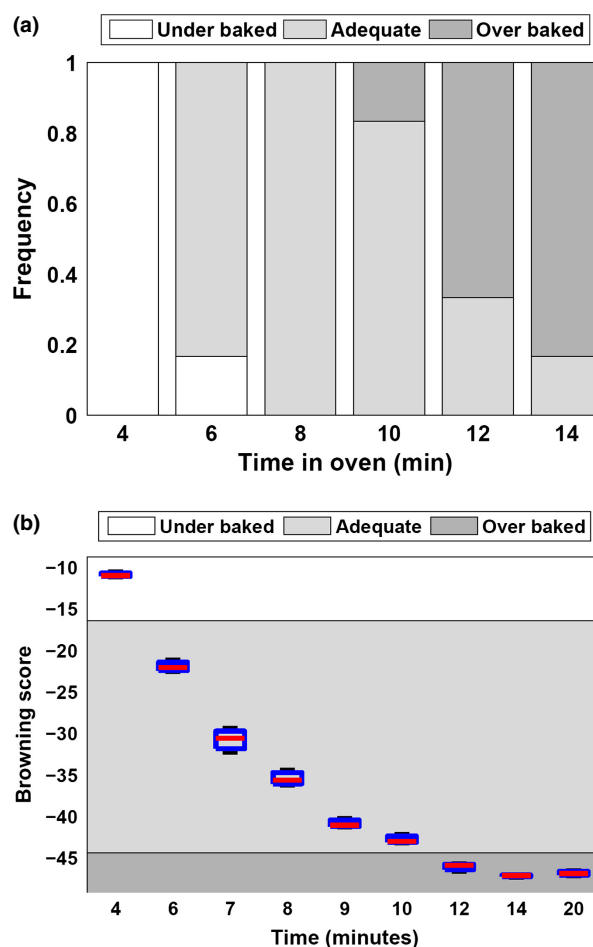 (a)
Under baked Adequate Over baked
1
0.8
0.6
0.4
0.2
0
Frequency
4 6 8 10 12 14
Time in oven (min)
(b)
Under baked Adequate Over baked
−10
−15
−20
−25
−30
−35
−40
−45
Browning score
4 6 7 8 9 10 12 14 20
Time (minutes)